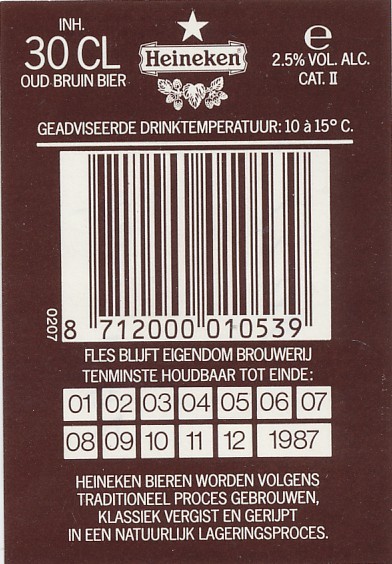 INH.
30 CL
OUD BRUIN BIER
Heineken
e
2.5% VOL. ALC.
CAT. II
GEADVISEERDE DRINKTEMPERATUUR: 10 à 15° C.
0207
8 712000 010539
FLES BLIJFT EIGENDOM BROUWERIJ
TENMINSTE HOUDBAAR TOT EINDE:
01 02 03 04 05 06 07
08 09 10 11 12 1987
HEINEKEN BIEREN WORDEN VOLGENS
TRADITIONEEL PROCES GEBROUWEN,
KLASSIEK VERGIST EN GERIJPT
IN EEN NATUURLIJK LAGERINGSPROCES.